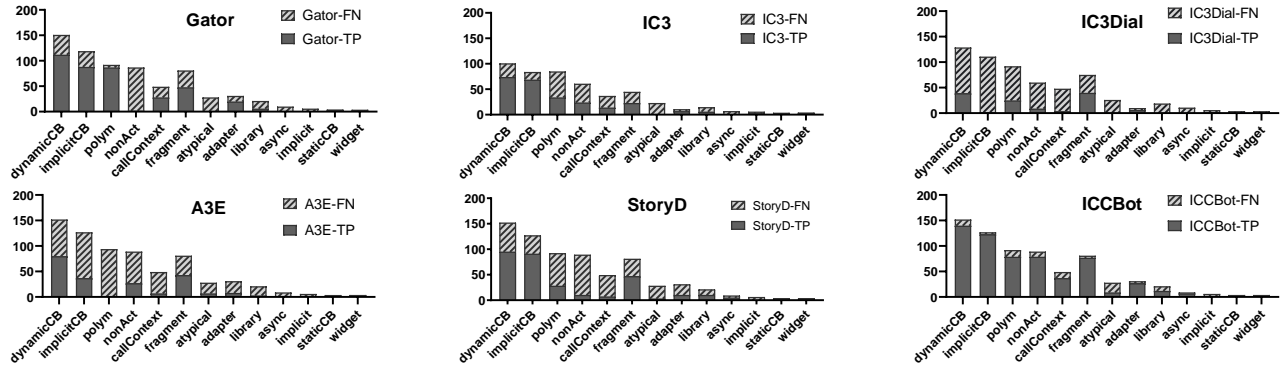 Gator
Gator-FN
Gator-TP
200
150
100
50
0
dynamicCB
implicitCB
polym
nonAct
callContext
fragment
atypical
adapter
library
async
implicit
staticCB
widget
IC3
IC3-FN
IC3-TP
200
150
100
50
0
dynamicCB
implicitCB
polym
nonAct
callContext
fragment
atypical
adapter
library
async
implicit
staticCB
widget
IC3Dial
IC3Dial-FN
IC3Dial-TP
200
150
100
50
0
dynamicCB
implicitCB
polym
nonAct
callContext
fragment
atypical
adapter
library
async
implicit
staticCB
widget
A3E
A3E-FN
A3E-TP
200
150
100
50
0
dynamicCB
implicitCB
polym
nonAct
callContext
fragment
atypical
adapter
library
async
implicit
staticCB
widget
StoryD
StoryD-FN
StoryD-TP
200
150
100
50
0
dynamicCB
implicitCB
polym
nonAct
callContext
fragment
atypical
adapter
library
async
implicit
staticCB
widget
ICCBot
ICCBot-FN
ICCBot-TP
200
150
100
50
0
dynamicCB
implicitCB
polym
nonAct
callContext
fragment
atypical
adapter
library
async
implicit
staticCB
widget